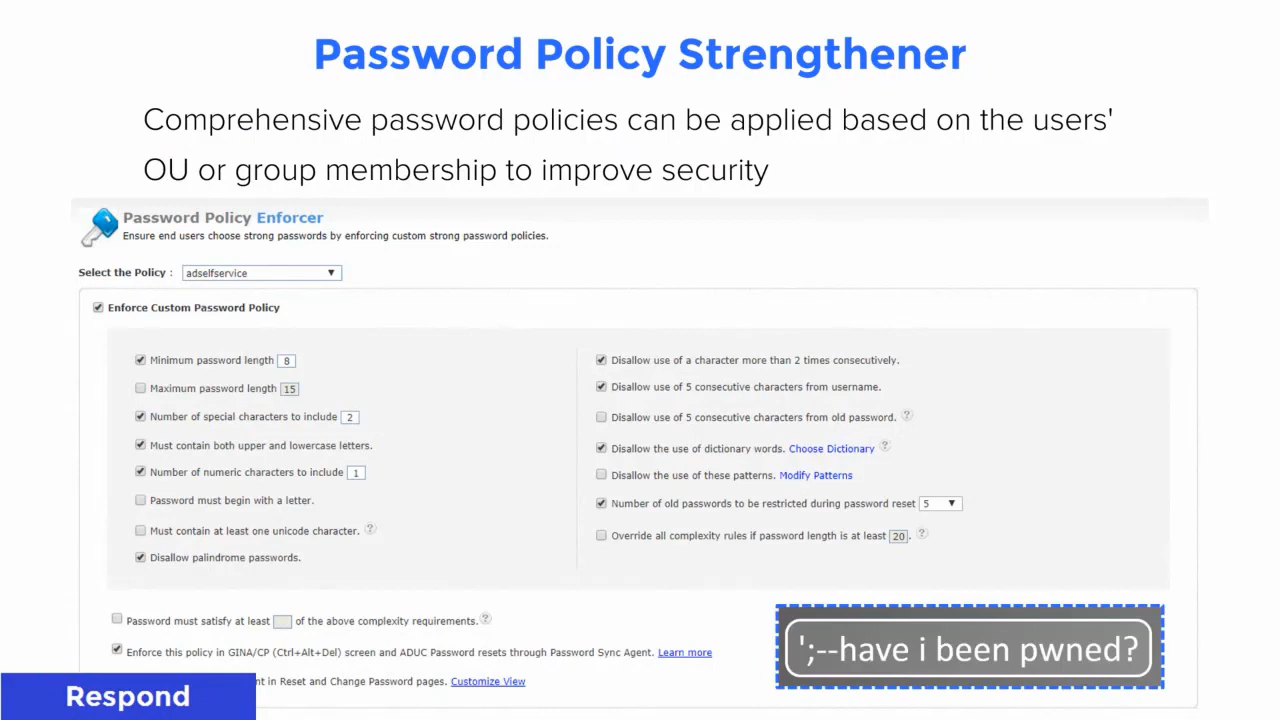 Password Policy Strengthener
Comprehensive password policies can be applied based on the users'
OU or group membership to improve security
Password Policy Enforcer
Ensure end users choose strong passwords by enforcing custom strong password policies.
Select the Policy : adselfservice
Enforce Custom Password Policy
Minimum password length 8
Maximum password length 15
Number of special characters to include 2
Must contain both upper and lowercase letters.
Number of numeric characters to include 1
Password must begin with a letter.
Must contain at least one unicode character. ?
Disallow palindrome passwords.
Disallow use of a character more than 2 times consecutively.
Disallow use of 5 consecutive characters from username.
Disallow use of 5 consecutive characters from old password. ?
Disallow the use of dictionary words. Choose Dictionary ?
Disallow the use of these patterns. Modify Patterns
Number of old passwords to be restricted during password reset 5
Override all complexity rules if password length is at least 20 . ?
Password must satisfy at least of the above complexity requirements. ?
Enforce this policy in GINA/CP (Ctrl+Alt+Del) screen and ADUC Password resets through Password Sync Agent. Learn more
in Reset and Change Password pages. Customize View
';--have i been pwned?
Respond